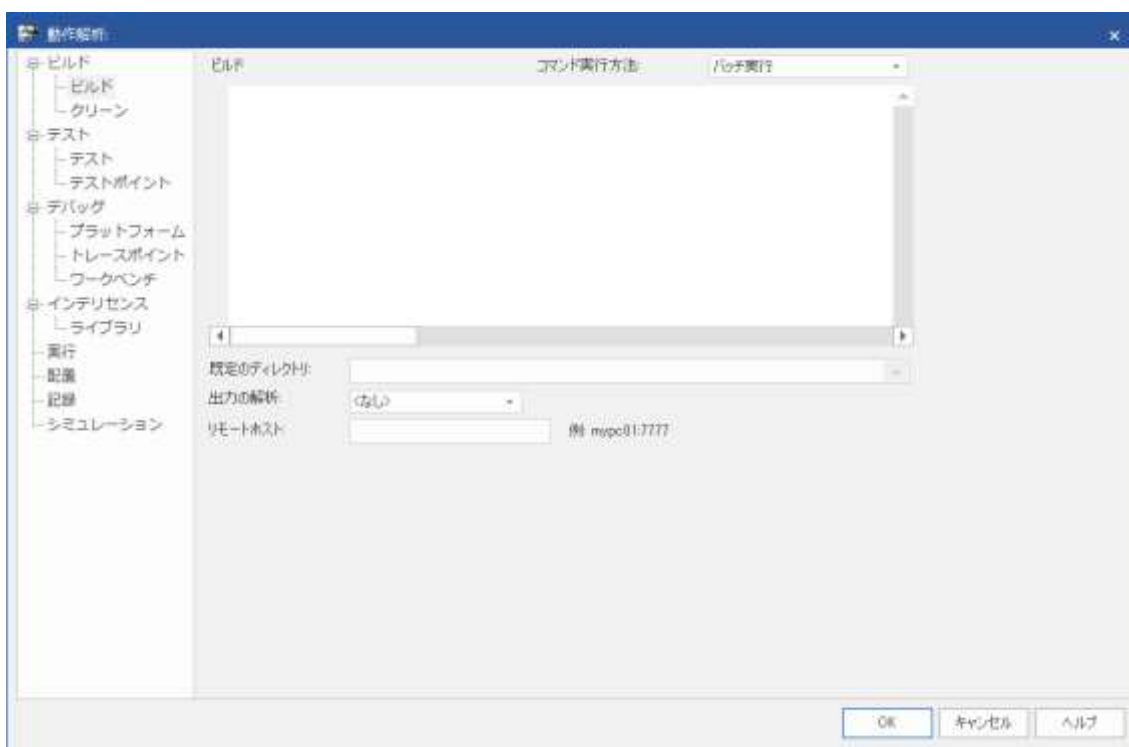 動作解析:
ビルド
ビルド
クリーン
テスト
テスト
テストポイント
デバッグ
プラットフォーム
トレースポイント
ワークベンチ
インテリセンス
ライブラリ
実行
配置
記録
シミュレーション
ビルド コマンド実行方法: バッチ実行
既定のディレクトリ:
出力の解析: <なし>
リモートホスト: 例: mypc01:7777
OK キャンセル ヘルプ